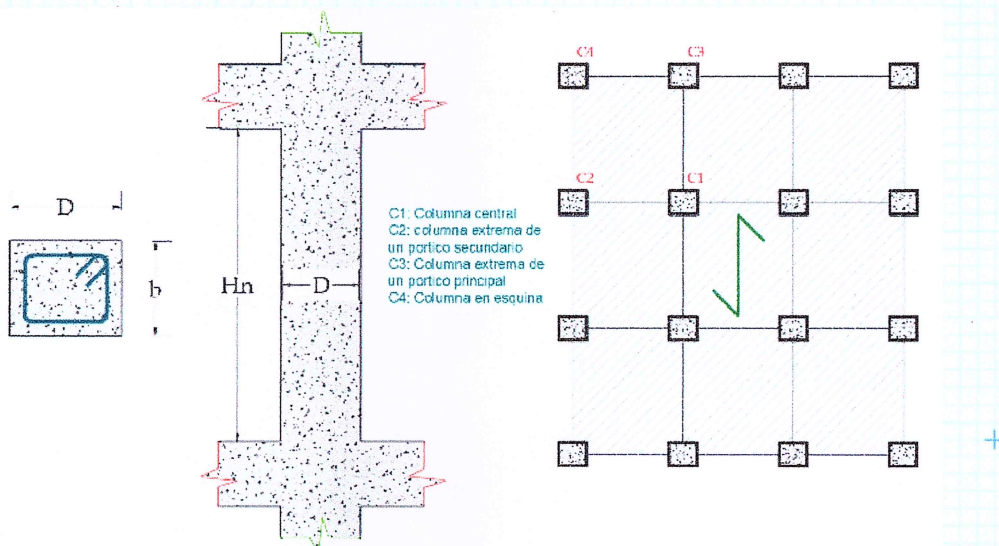 D
b
Hn
D
C1: Columna central
C2: columna extrema de
un portico secundario
C3: Columna extrema de
un portico principal
C4: Columna en esquina
C4
C3
C2
C1